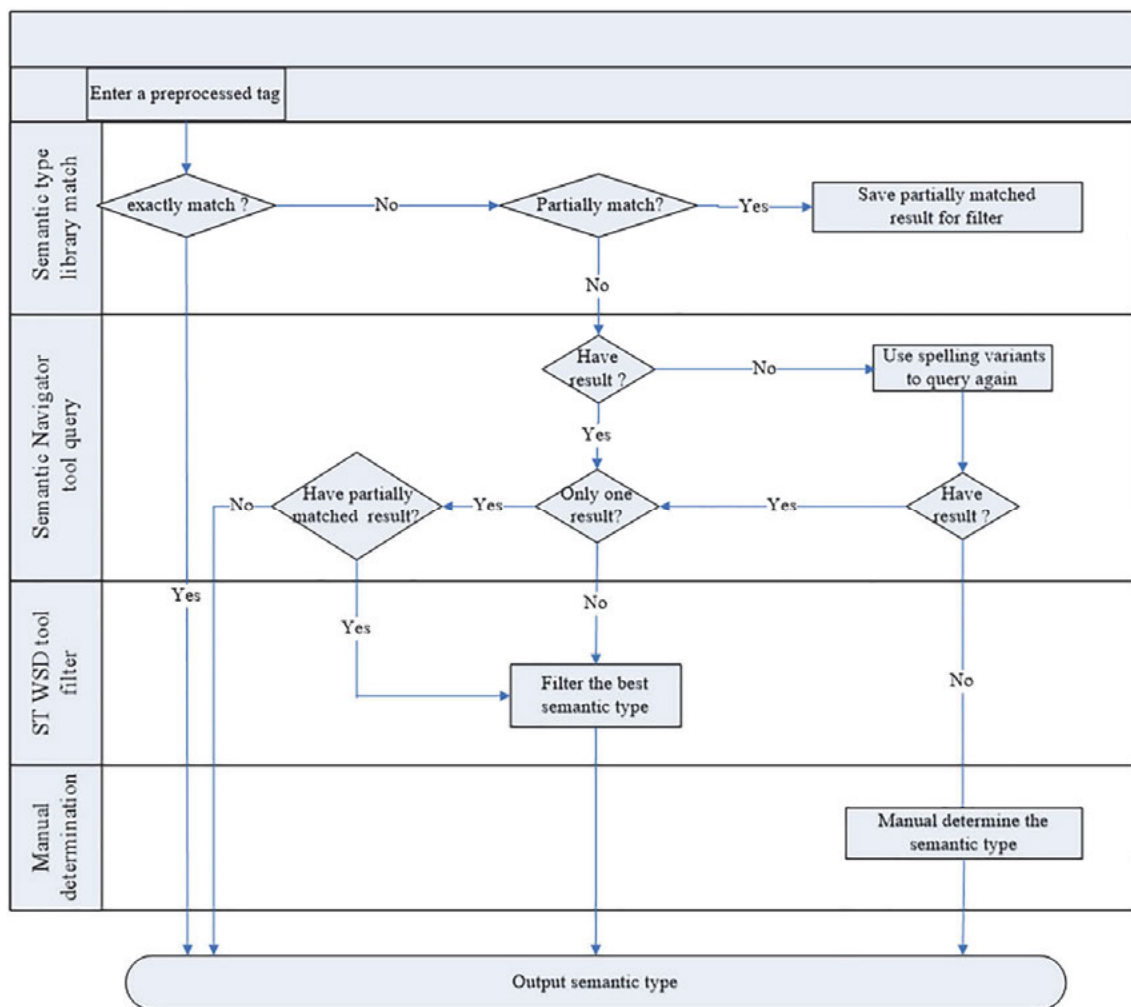 Enter a preprocessed tag
Semantic type
library match
exactly match ?
No
Partially match?
Yes
Save partially matched
result for filter
No
Semantic Navigator
tool query
Have
result ?
No
Use spelling variants
to query again
Yes
No
Have partially
matched result?
Yes
Only one
result?
Yes
Have
result ?
ST WSD tool
filter
Yes
Yes
No
Filter the best
semantic type
No
Manual
determination
Manual determine the
semantic type
Output semantic type